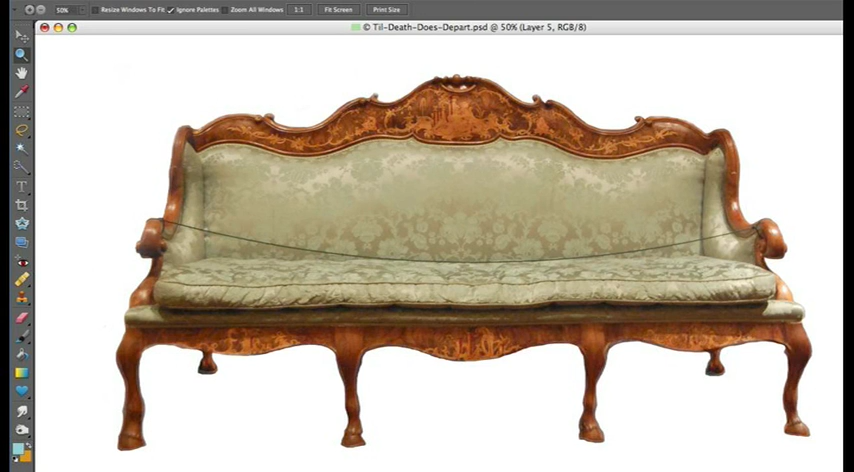 50% Resize Windows To Fit Ignore Palettes Zoom All Windows 1:1 Fit Screen Print Size
© Til-Death-Does-Depart.psd @ 50% (Layer 5, RGB/8)
T